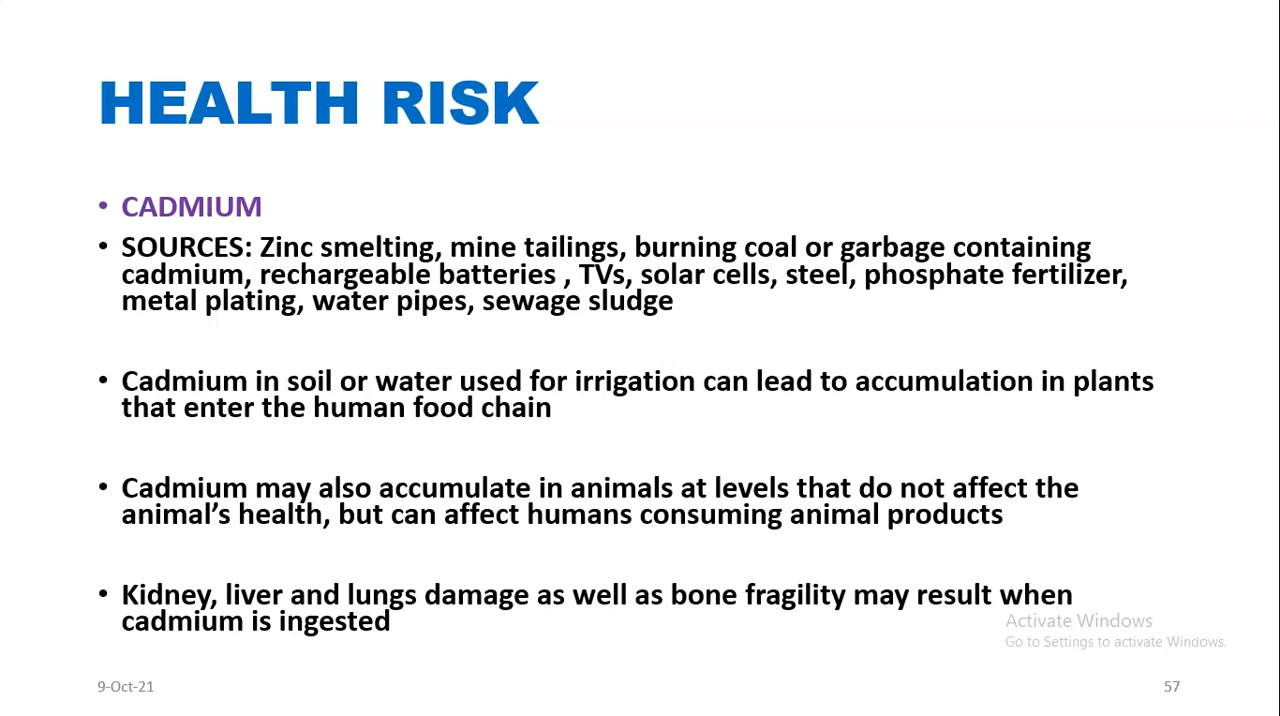 HEALTH RISK
• CADMIUM
• SOURCES: Zinc smelting, mine tailings, burning coal or garbage containing
cadmium, rechargeable batteries , TVs, solar cells, steel, phosphate fertilizer,
metal plating, water pipes, sewage sludge
• Cadmium in soil or water used for irrigation can lead to accumulation in plants
that enter the human food chain
• Cadmium may also accumulate in animals at levels that do not affect the
animal’s health, but can affect humans consuming animal products
• Kidney, liver and lungs damage as well as bone fragility may result when
cadmium is ingested
Activate Windows
Go to Settings to activate Windows.
9-Oct-21
57